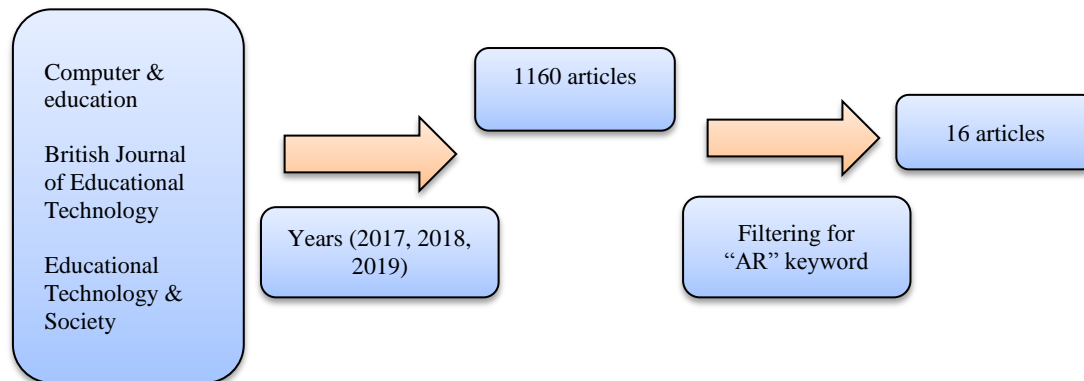 Computer &
education
British Journal
of Educational
Technology
Educational
Technology &
Society
Years (2017, 2018,
2019)
1160 articles
Filtering for
“AR” keyword
16 articles